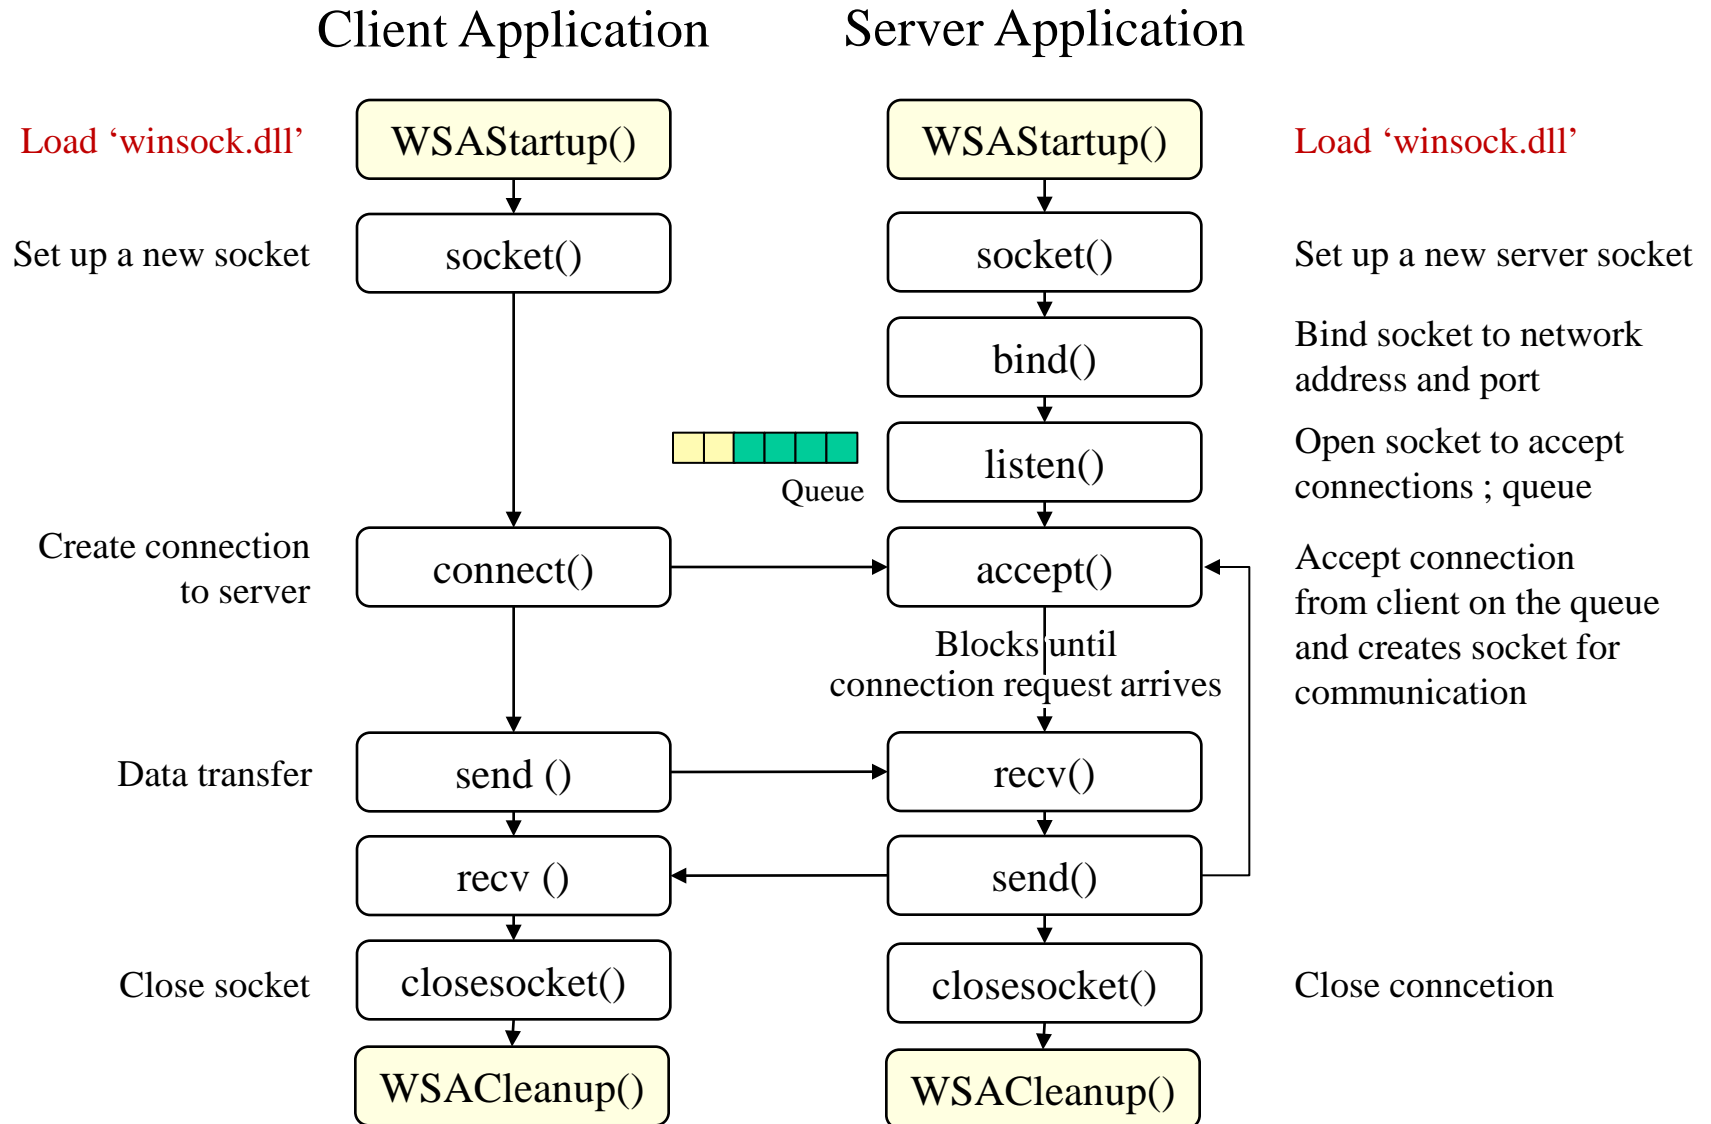 Client Application
Server Application
Load ‘winsock.dll’
WSAStartup()
WSAStartup()
Load ‘winsock.dll’
Set up a new socket
socket()
socket()
Set up a new server socket
bind()
Bind socket to network
address and port
Queue
listen()
Open socket to accept
connections ; queue
Create connection
to server
connect()
accept()
Accept connection
from client on the queue
and creates socket for
communication
Blocks until
connection request arrives
Data transfer
send ()
recv()
recv ()
send()
Close socket
closesocket()
closesocket()
Close conncetion
WSACleanup()
WSACleanup()